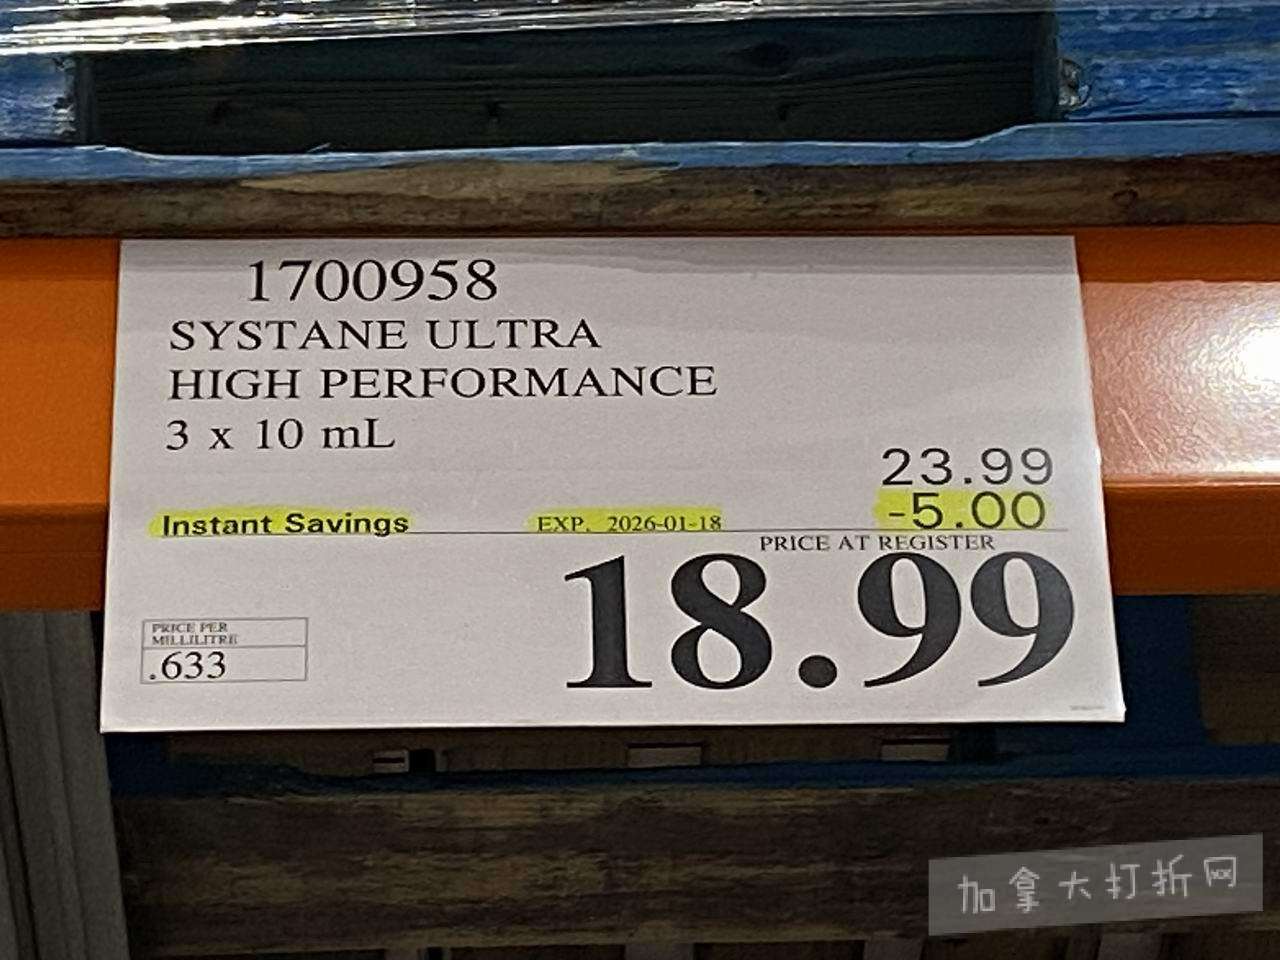 1700958
SYSTANE ULTRA
HIGH PERFORMANCE
3 x 10 mL
23.99
Instant Savings EXP. 2026-01-18 -5.00
PRICE AT REGISTER
18.99
PRICE PER
MILLILITRE
.633
加拿大打折网